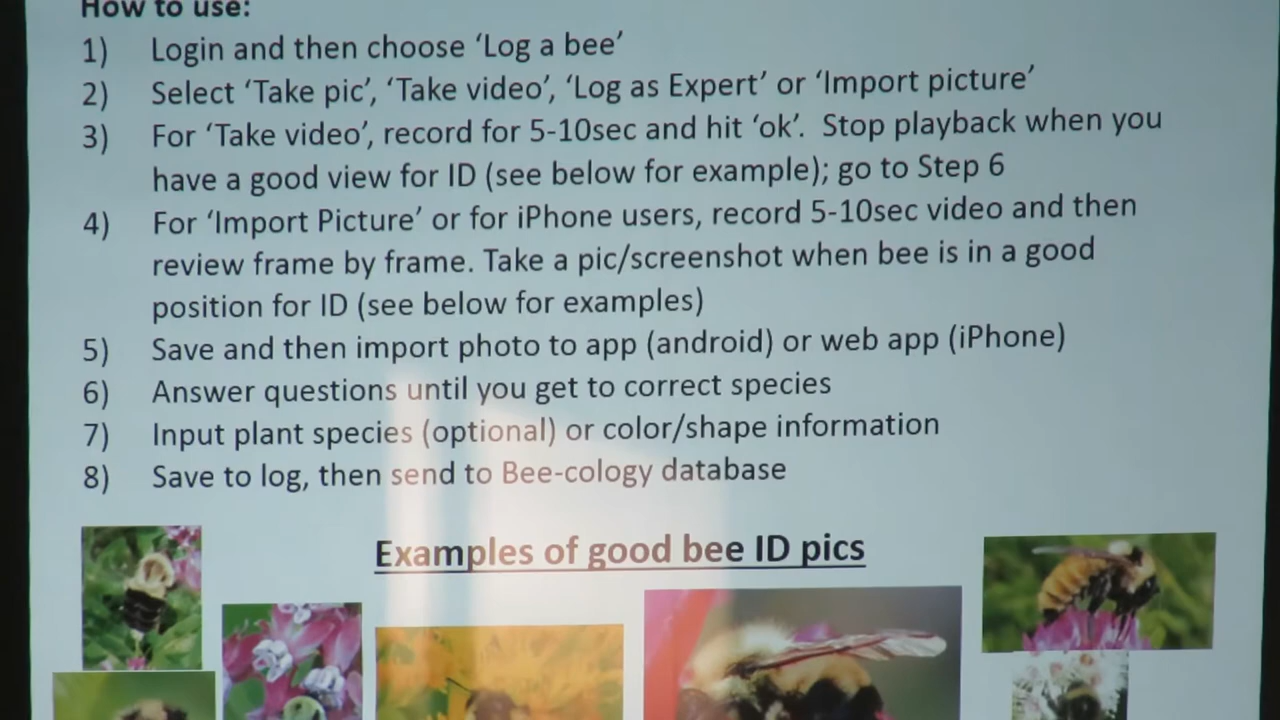 How to use:
1) Login and then choose ‘Log a bee’
2) Select ‘Take pic’, ‘Take video’, ‘Log as Expert’ or ‘Import picture’
3) For ‘Take video’, record for 5-10sec and hit ‘ok’. Stop playback when you
have a good view for ID (see below for example); go to Step 6
4) For ‘Import Picture’ or for iPhone users, record 5-10sec video and then
review frame by frame. Take a pic/screenshot when bee is in a good
position for ID (see below for examples)
5) Save and then import photo to app (android) or web app (iPhone)
6) Answer questions until you get to correct species
7) Input plant species (optional) or color/shape information
8) Save to log, then send to Bee-cology database
Examples of good bee ID pics